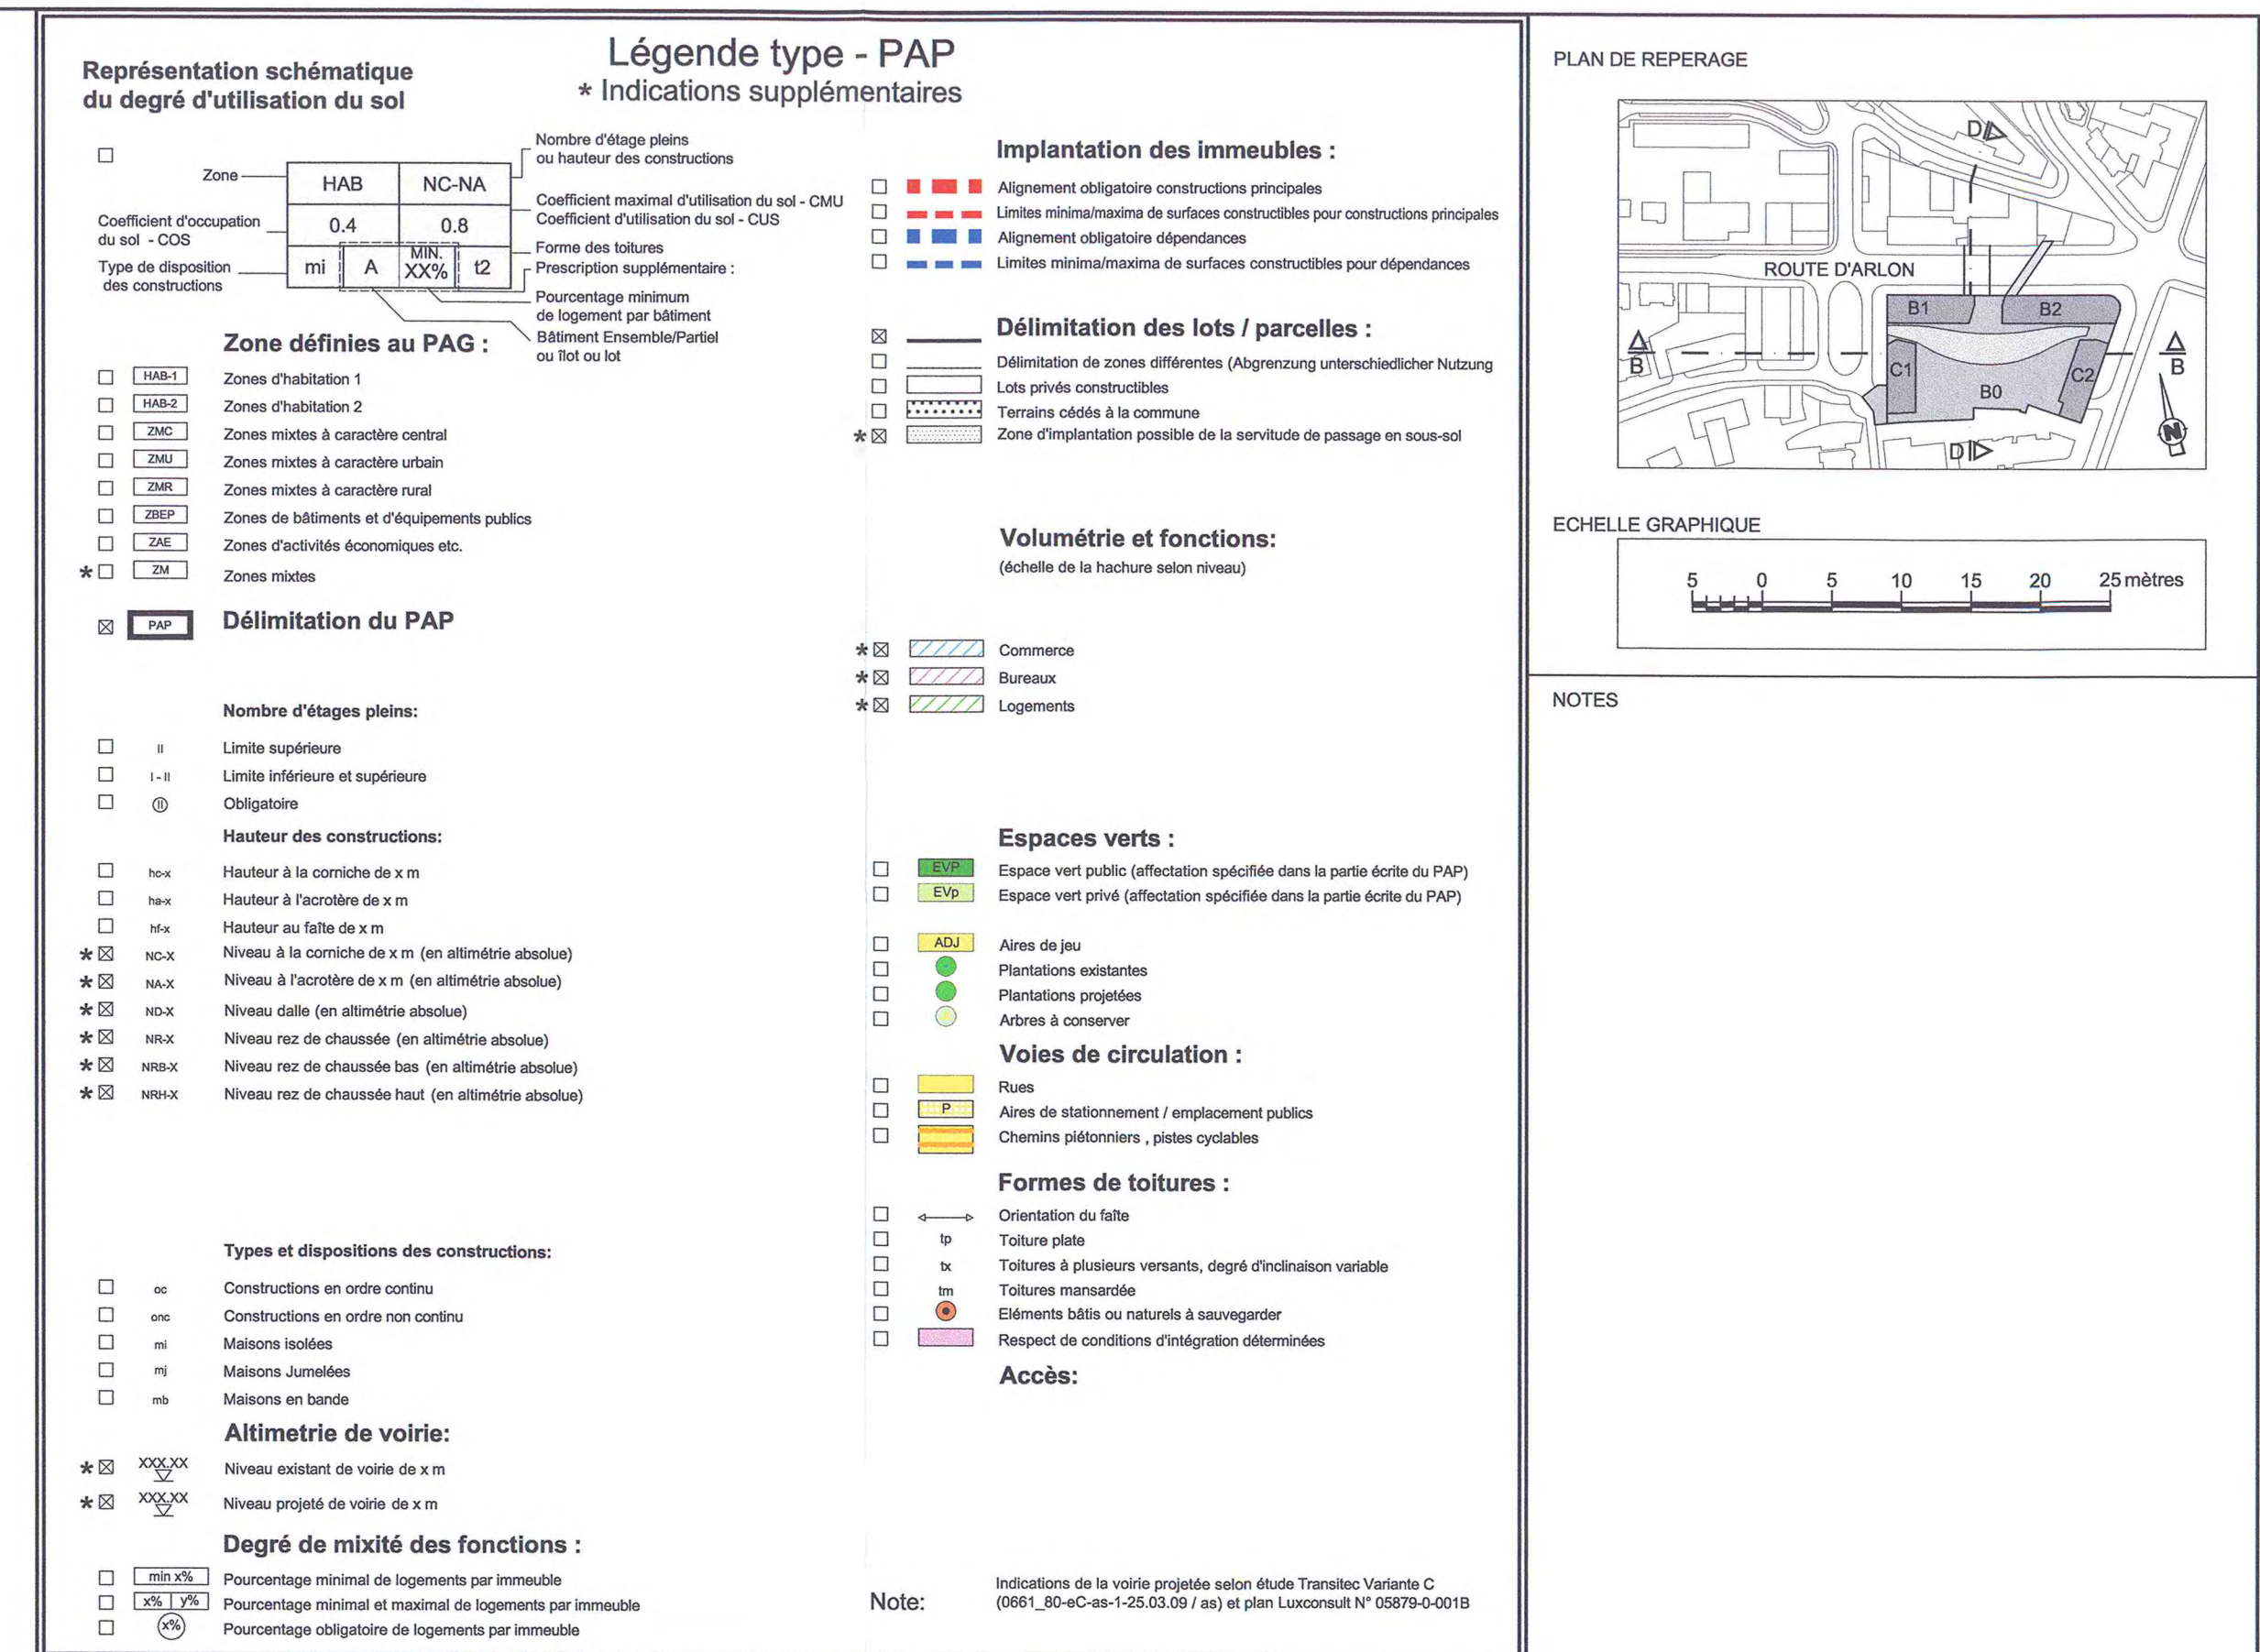 Légende type - PAP
* Indications supplémentaires
Représentation schématique
du degré d'utilisation du sol
Nombre d'étage pleins
ou hauteur des constructions
Zone
HAB
NC-NA
Coefficient maximal d'utilisation du sol - CMU
Coefficient d'utilisation du sol - CUS
Coefficient d'occupation
du sol - COS
0.4
0.8
Forme des toitures
Type de disposition
des constructions
mi
A
MIN.
XX%
t2
Prescription supplémentaire :
Pourcentage minimum
de logement par bâtiment
Bâtiment Ensemble/Partiel
ou îlot ou lot
Zone définies au PAG :
HAB-1 Zones d'habitation 1
HAB-2 Zones d'habitation 2
ZMC Zones mixtes à caractère central
ZMU Zones mixtes à caractère urbain
ZMR Zones mixtes à caractère rural
ZBEP Zones de bâtiments et d'équipements publics
ZAE Zones d'activités économiques etc.
* ZM Zones mixtes
PAP Délimitation du PAP
Nombre d'étages pleins:
II Limite supérieure
I - II Limite inférieure et supérieure
II Obligatoire
Hauteur des constructions:
hc-x Hauteur à la corniche de x m
ha-x Hauteur à l'acrotère de x m
hf-x Hauteur au faîte de x m
* NC-X Niveau à la corniche de x m (en altimétrie absolue)
* NA-X Niveau à l'acrotère de x m (en altimétrie absolue)
* ND-X Niveau dalle (en altimétrie absolue)
* NR-X Niveau rez de chaussée (en altimétrie absolue)
* NRB-X Niveau rez de chaussée bas (en altimétrie absolue)
* NRH-X Niveau rez de chaussée haut (en altimétrie absolue)
Types et dispositions des constructions:
oc Constructions en ordre continu
onc Constructions en ordre non continu
mi Maisons isolées
mj Maisons Jumelées
mb Maisons en bande
Altimetrie de voirie:
* XXX.XX Niveau existant de voirie de x m
* XXX.XX Niveau projeté de voirie de x m
Degré de mixité des fonctions :
min x% Pourcentage minimal de logements par immeuble
x% y% Pourcentage minimal et maximal de logements par immeuble
x% Pourcentage obligatoire de logements par immeuble
Implantation des immeubles :
Alignement obligatoire constructions principales
Limites minima/maxima de surfaces constructibles pour constructions principales
Alignement obligatoire dépendances
Limites minima/maxima de surfaces constructibles pour dépendances
Délimitation des lots / parcelles :
Délimitation de zones différentes (Abgrenzung unterschiedlicher Nutzung
Lots privés constructibles
Terrains cédés à la commune
* Zone d'implantation possible de la servitude de passage en sous-sol
Volumétrie et fonctions:
(échelle de la hachure selon niveau)
* Commerce
* Bureaux
* Logements
Espaces verts :
EVP Espace vert public (affectation spécifiée dans la partie écrite du PAP)
EVp Espace vert privé (affectation spécifiée dans la partie écrite du PAP)
ADJ Aires de jeu
Plantations existantes
Plantations projetées
Arbres à conserver
Voies de circulation :
Rues
P Aires de stationnement / emplacement publics
Chemins piétonniers , pistes cyclables
Formes de toitures :
Orientation du faîte
tp Toiture plate
tx Toitures à plusieurs versants, degré d'inclinaison variable
tm Toitures mansardée
Eléments bâtis ou naturels à sauvegarder
Respect de conditions d'intégration déterminées
Accès:
Note:
Indications de la voirie projetée selon étude Transitec Variante C
(0661_80-eC-as-1-25.03.09 / as) et plan Luxconsult N° 05879-0-001B
PLAN DE REPERAGE
D
ROUTE D'ARLON
B1
B2
B
B
C1
C2
B0
N
D
ECHELLE GRAPHIQUE
5 0 5 10 15 20 25 mètres
NOTES